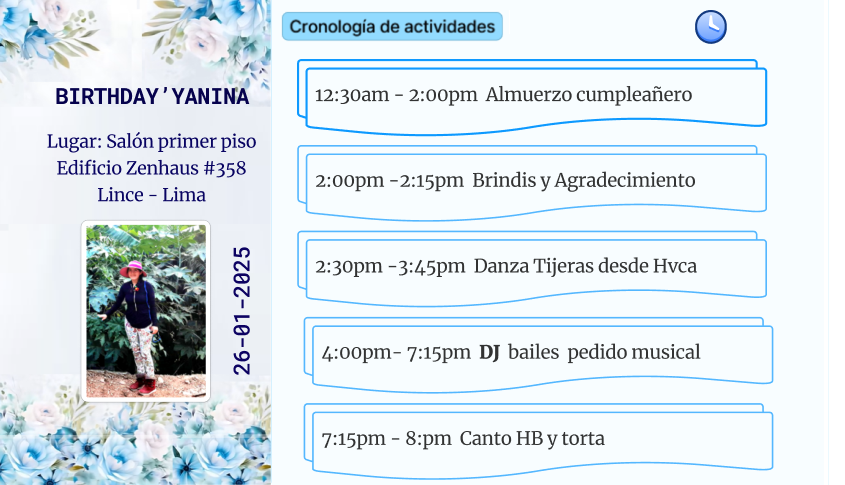 Cronología de actividades
BIRTHDAY'YANINA
Lugar: Salón primer piso
Edificio Zenhaus #358
Lince - Lima
26-01-2025
12:30am - 2:00pm Almuerzo cumpleañero
2:00pm -2:15pm Brindis y Agradecimiento
2:30pm -3:45pm Danza Tijeras desde Hvca
4:00pm- 7:15pm DJ bailes pedido musical
7:15pm - 8:pm Canto HB y torta